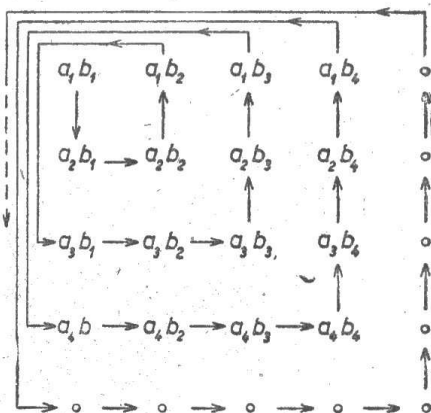 a₁b₁ a₁b₂ a₁b₃ a₁b₄
a₂b₁ a₂b₂ a₂b₃ a₂b₄
a₃b₁ a₃b₂ a₃b₃, a₃b₄
a₄b a₄b₂ a₄b₃ a₄b₄